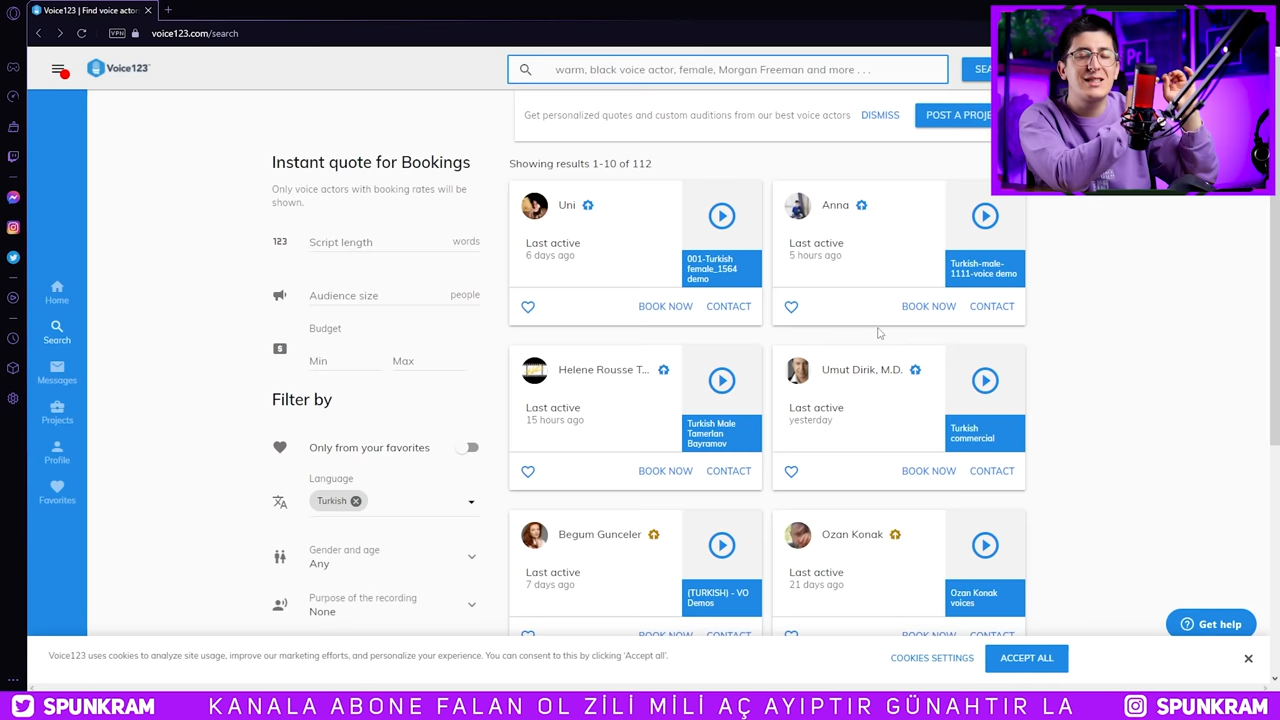 Voice123 | Find voice actor
VPN
voice123.com/search
Voice123
warm, black voice actor, female, Morgan Freeman and more . . .
Get personalized quotes and custom auditions from our best voice actors
DISMISS
Instant quote for Bookings
Only voice actors with booking rates will be
shown.
123
Script length
words
Audience size
people
Budget
Min
Max
Filter by
Only from your favorites
Language
Turkish
Gender and age
Any
Purpose of the recording
None
Home
Search
Messages
Projects
Profile
Favorites
Showing results 1-10 of 112
Uni
Last active
6 days ago
001-Turkish
female_1564
demo
BOOK NOW
CONTACT
Anna
Last active
5 hours ago
Turkish-male-
1111-voice demo
BOOK NOW
CONTACT
Helene Rousse T...
Last active
15 hours ago
Turkish Male
Tamerlan
Bayramov
BOOK NOW
CONTACT
Umut Dirik, M.D.
Last active
yesterday
Turkish
commercial
BOOK NOW
CONTACT
Begum Gunceler
Last active
7 days ago
(TURKISH) - VO
Demos
Ozan Konak
Last active
21 days ago
Ozan Konak
voices
Get help
Voice123 uses cookies to analyze site usage, improve our marketing efforts, and personalize your experience. You can consent to this by clicking 'Accept all'.
COOKIES SETTINGS
ACCEPT ALL
Pr
SPUNKRAM
KANALA ABONE FALAN OL ZİLİ MİLİ AÇ AYIPTIR GÜNAHTIR LA
SPUNKRAM